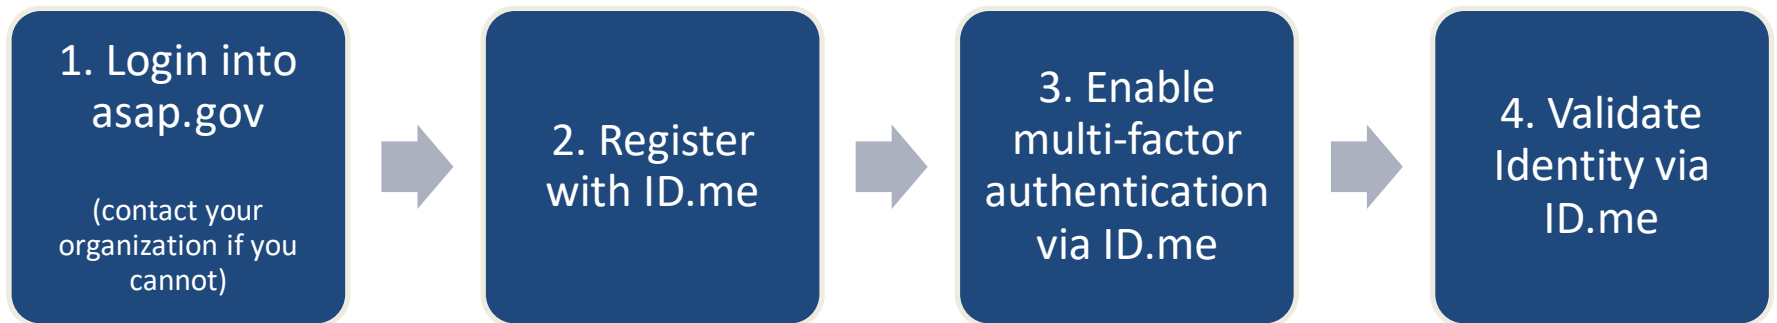 1. Login into
asap.gov
(contact your
organization if you
cannot)
2. Register
with ID.me
3. Enable
multi-factor
authentication
via ID.me
4. Validate
Identity via
ID.me